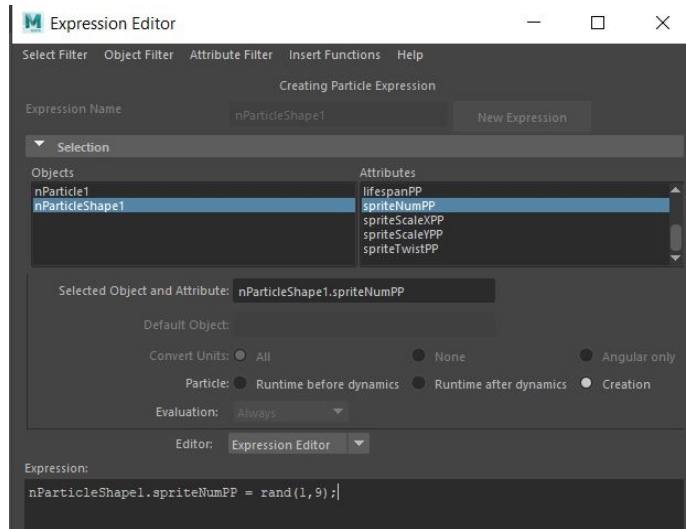 M Expression Editor
Select Filter Object Filter Attribute Filter Insert Functions Help
Creating Particle Expression
Expression Name nParticleShape1 New Expression
Selection
Objects Attributes
nParticle1 lifespanPP
nParticleShape1 spriteNumPP
spriteScaleXPP
spriteScaleYPP
spriteTwistPP
Selected Object and Attribute: nParticleShape1.spriteNumPP
Default Object:
Convert Units: All None Angular only
Particle: Runtime before dynamics Runtime after dynamics Creation
Evaluation: Always
Editor: Expression Editor
Expression:
nParticleShape1.spriteNumPP = rand(1,9);